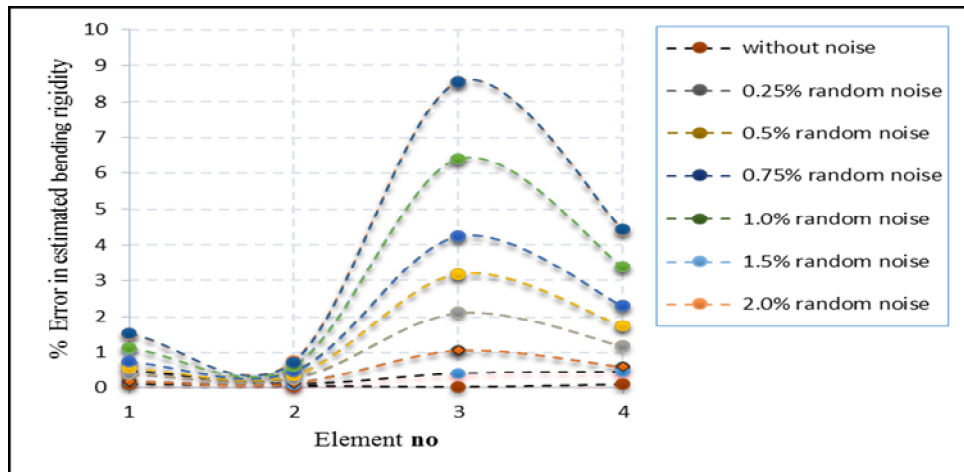 % Error in estimated bending rigidity
10
9
8
7
6
5
4
3
2
1
0
1 2 3 4
Element no
without noise
0.25% random noise
0.5% random noise
0.75% random noise
1.0% random noise
1.5% random noise
2.0% random noise